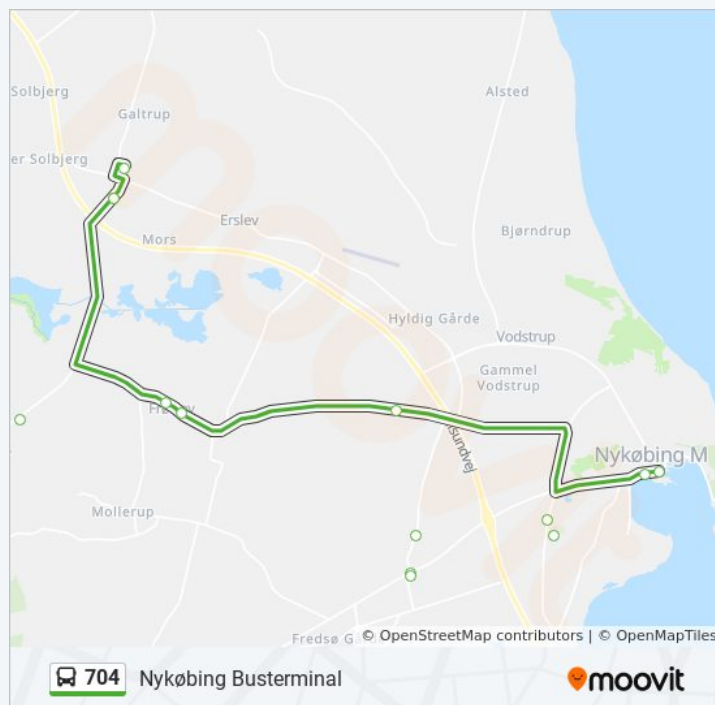 Solbjerg
Galtrup
Alsted
er Solbjerg
Erslev
Mors
Bjørndrup
Hyldig Gårde
Vodstrup
Gammel
Vodstrup
sundvej
Nykøbing M
Mollerup
Fredsø G
© OpenStreetMap contributors | © OpenMapTiles
704 Nykøbing Busterminal
moovit